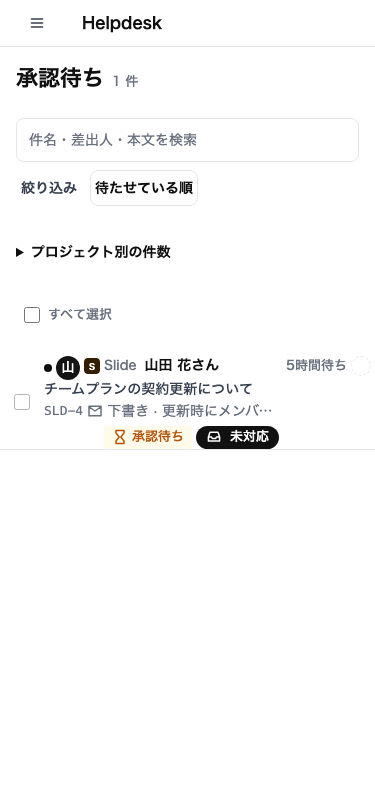 Helpdesk
承認待ち 1 件
件名・差出人・本文を検索
絞り込み 待たせている順
プロジェクト別の件数
すべて選択
山 S Slide 山田 花さん 5時間待ち
チームプランの契約更新について
SLD-4 下書き · 更新時にメンバ…
承認待ち 未対応